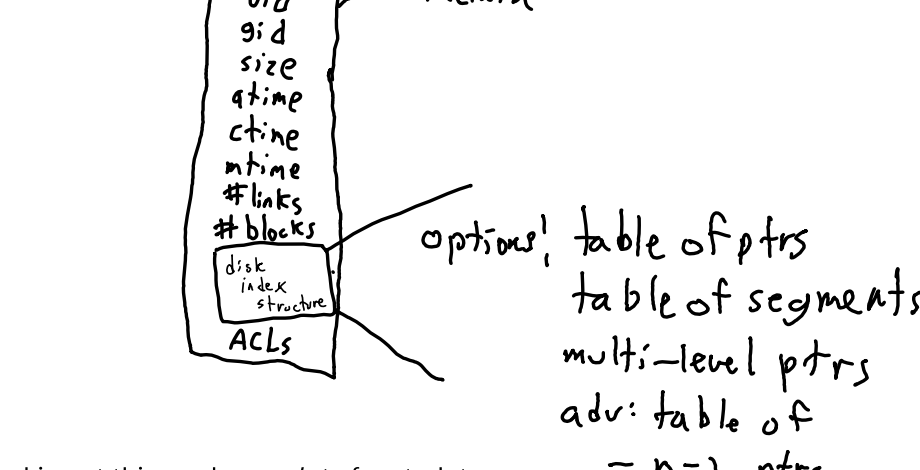 gid
size
atime
ctine
mtime
#links
#blocks
disk
index
structure
ACLs
options! table of ptrs
table of segments
multi-level ptrs
adv: table of